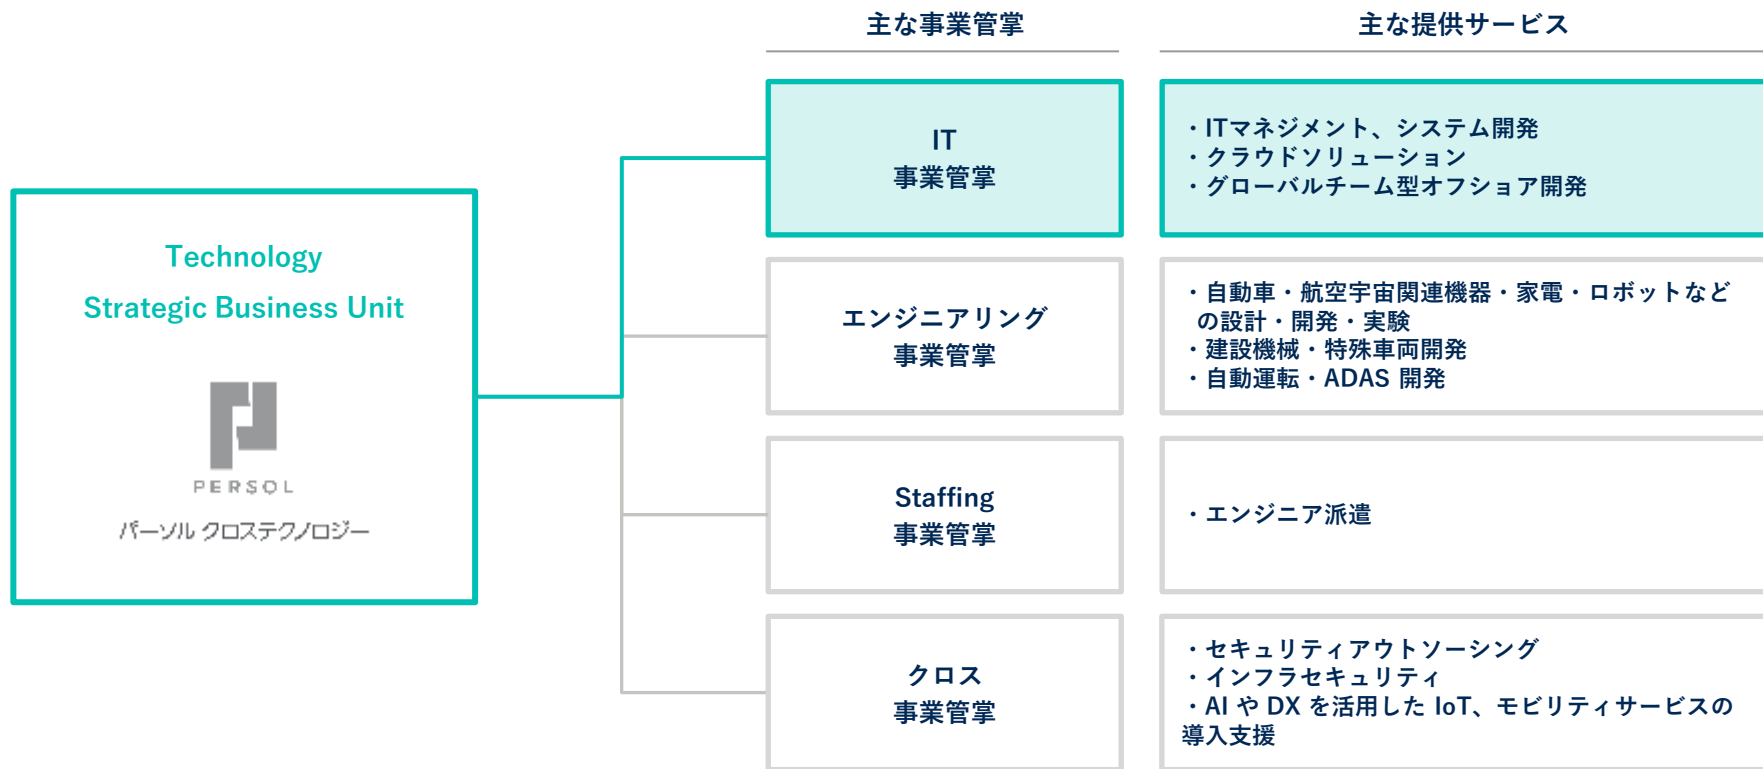 主な事業管掌
主な提供サービス
Technology
Strategic Business Unit
PERSOL
パーソル クロステクノロジー
IT
事業管掌
・ITマネジメント、システム開発
・クラウドソリューション
・グローバルチーム型オフショア開発
エンジニアリング
事業管掌
・自動車・航空宇宙関連機器・家電・ロボットなど
の設計・開発・実験
・建設機械・特殊車両開発
・自動運転・ADAS 開発
Staffing
事業管掌
・エンジニア派遣
クロス
事業管掌
・セキュリティアウトソーシング
・インフラセキュリティ
・AI や DX を活用した IoT、モビリティサービスの
導入支援